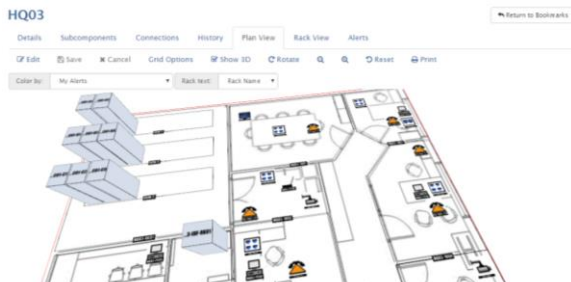 HQ03
Return to Bookmarks
Details Subcomponents Connections History Plan View Rack View Alerts
Edit Save Cancel Grid Options Show 3D Rotate Reset Print
Color by: My Alerts Rack text: Rack Name